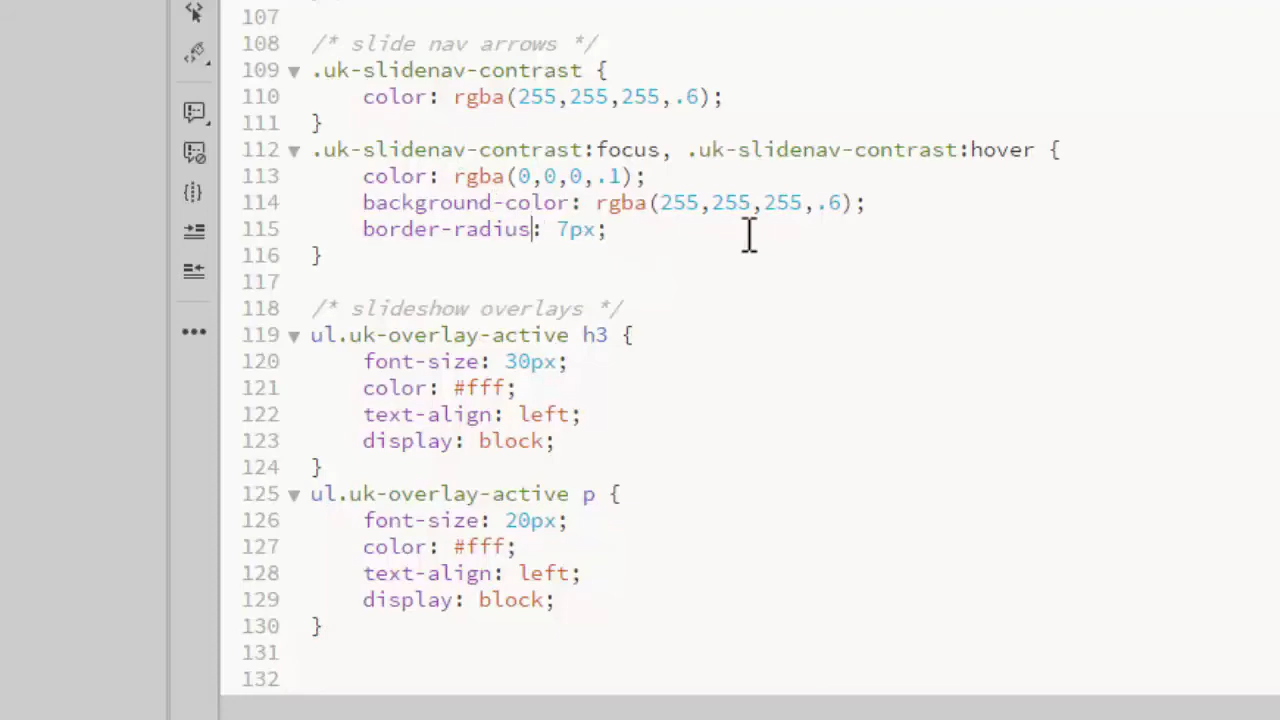 107
108 /* slide nav arrows */
109 ▼ .uk-slidenav-contrast {
110 color: rgba(255,255,255,.6);
111 }
112 ▼ .uk-slidenav-contrast:focus, .uk-slidenav-contrast:hover {
113 color: rgba(0,0,0,.1);
114 background-color: rgba(255,255,255,.6);
115 border-radius: 7px;
116 }
117
118 /* slideshow overlays */
119 ▼ ul.uk-overlay-active h3 {
120 font-size: 30px;
121 color: #fff;
122 text-align: left;
123 display: block;
124 }
125 ▼ ul.uk-overlay-active p {
126 font-size: 20px;
127 color: #fff;
128 text-align: left;
129 display: block;
130 }
131
132